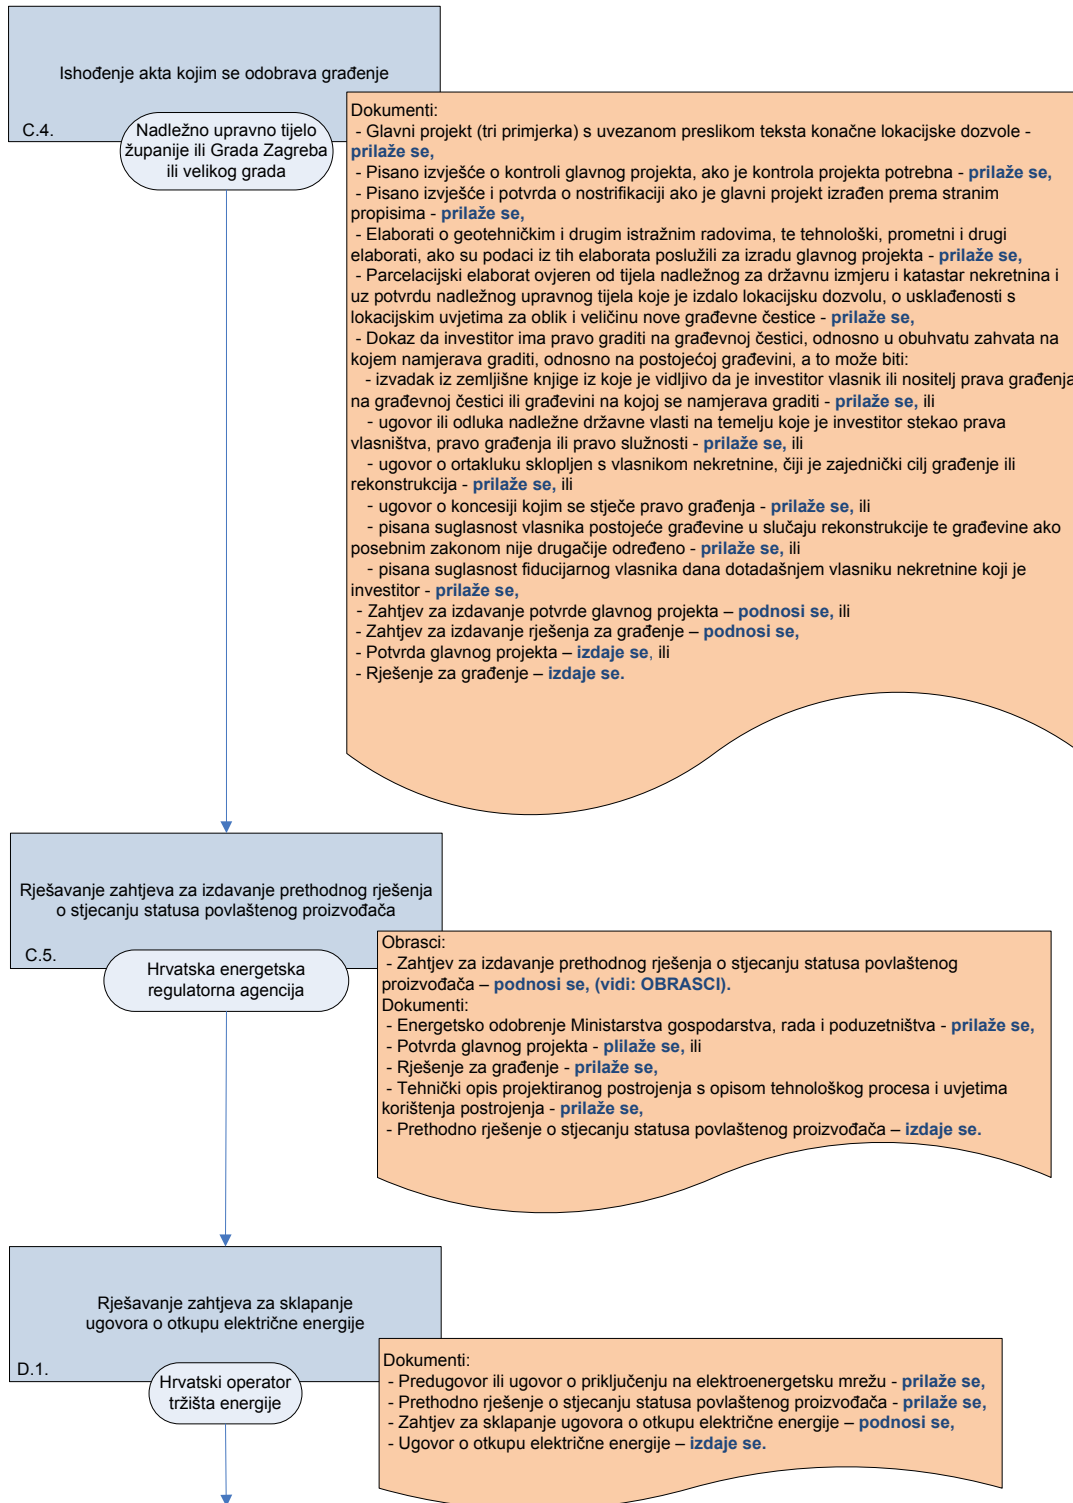 Ishođenje akta kojim se odobrava građenje
C.4.
Nadležno upravno tijelo
županije ili Grada Zagreba
ili velikog grada
Dokumenti:
- Glavni projekt (tri primjerka) s uvezanom preslikom teksta konačne lokacijske dozvole -
prilaže se,
- Pisano izvješće o kontroli glavnog projekta, ako je kontrola projekta potrebna - prilaže se,
- Pisano izvješće i potvrda o nostrifikaciji ako je glavni projekt izrađen prema stranim
propisima - prilaže se,
- Elaborati o geotehničkim i drugim istražnim radovima, te tehnološki, prometni i drugi
elaborati, ako su podaci iz tih elaborata poslužili za izradu glavnog projekta - prilaže se,
- Parcelacijski elaborat ovjeren od tijela nadležnog za državnu izmjeru i katastar nekretnina i
uz potvrdu nadležnog upravnog tijela koje je izdalo lokacijsku dozvolu, o usklađenosti s
lokacijskim uvjetima za oblik i veličinu nove građevne čestice - prilaže se,
- Dokaz da investitor ima pravo graditi na građevnoj čestici, odnosno u obuhvatu zahvata na
kojem namjerava graditi, odnosno na postojećoj građevini, a to može biti:
- izvadak iz zemljišne knjige iz koje je vidljivo da je investitor vlasnik ili nositelj prava građenja
na građevnoj čestici ili građevini na kojoj se namjerava graditi - prilaže se, ili
- ugovor ili odluka nadležne državne vlasti na temelju koje je investitor stekao prava
vlasništva, pravo građenja ili pravo služnosti - prilaže se, ili
- ugovor o ortakluku sklopljen s vlasnikom nekretnine, čiji je zajednički cilj građenje ili
rekonstrukcija - prilaže se, ili
- ugovor o koncesiji kojim se stječe pravo građenja - prilaže se, ili
- pisana suglasnost vlasnika postojeće građevine u slučaju rekonstrukcije te građevine ako
posebnim zakonom nije drugačije određeno - prilaže se, ili
- pisana suglasnost fiducijarnog vlasnika dana dotadašnjem vlasniku nekretnine koji je
investitor - prilaže se,
- Zahtjev za izdavanje potvrde glavnog projekta – podnosi se, ili
- Zahtjev za izdavanje rješenja za građenje – podnosi se,
- Potvrda glavnog projekta – izdaje se, ili
- Rješenje za građenje – izdaje se.
Rješavanje zahtjeva za izdavanje prethodnog rješenja
o stjecanju statusa povlaštenog proizvođača
C.5.
Hrvatska energetska
regulatorna agencija
Obrasci:
- Zahtjev za izdavanje prethodnog rješenja o stjecanju statusa povlaštenog
proizvođača – podnosi se, (vidi: OBRASCI).
Dokumenti:
- Energetsko odobrenje Ministarstva gospodarstva, rada i poduzetništva - prilaže se,
- Potvrda glavnog projekta - plilaže se, ili
- Rješenje za građenje - prilaže se,
- Tehnički opis projektiranog postrojenja s opisom tehnološkog procesa i uvjetima
korištenja postrojenja - prilaže se,
- Prethodno rješenje o stjecanju statusa povlaštenog proizvođača – izdaje se.
Rješavanje zahtjeva za sklapanje
ugovora o otkupu električne energije
D.1.
Hrvatski operator
tržišta energije
Dokumenti:
- Predugovor ili ugovor o priključenju na elektroenergetsku mrežu - prilaže se,
- Prethodno rješenje o stjecanju statusa povlaštenog proizvođača - prilaže se,
- Zahtjev za sklapanje ugovora o otkupu električne energije – podnosi se,
- Ugovor o otkupu električne energije – izdaje se.